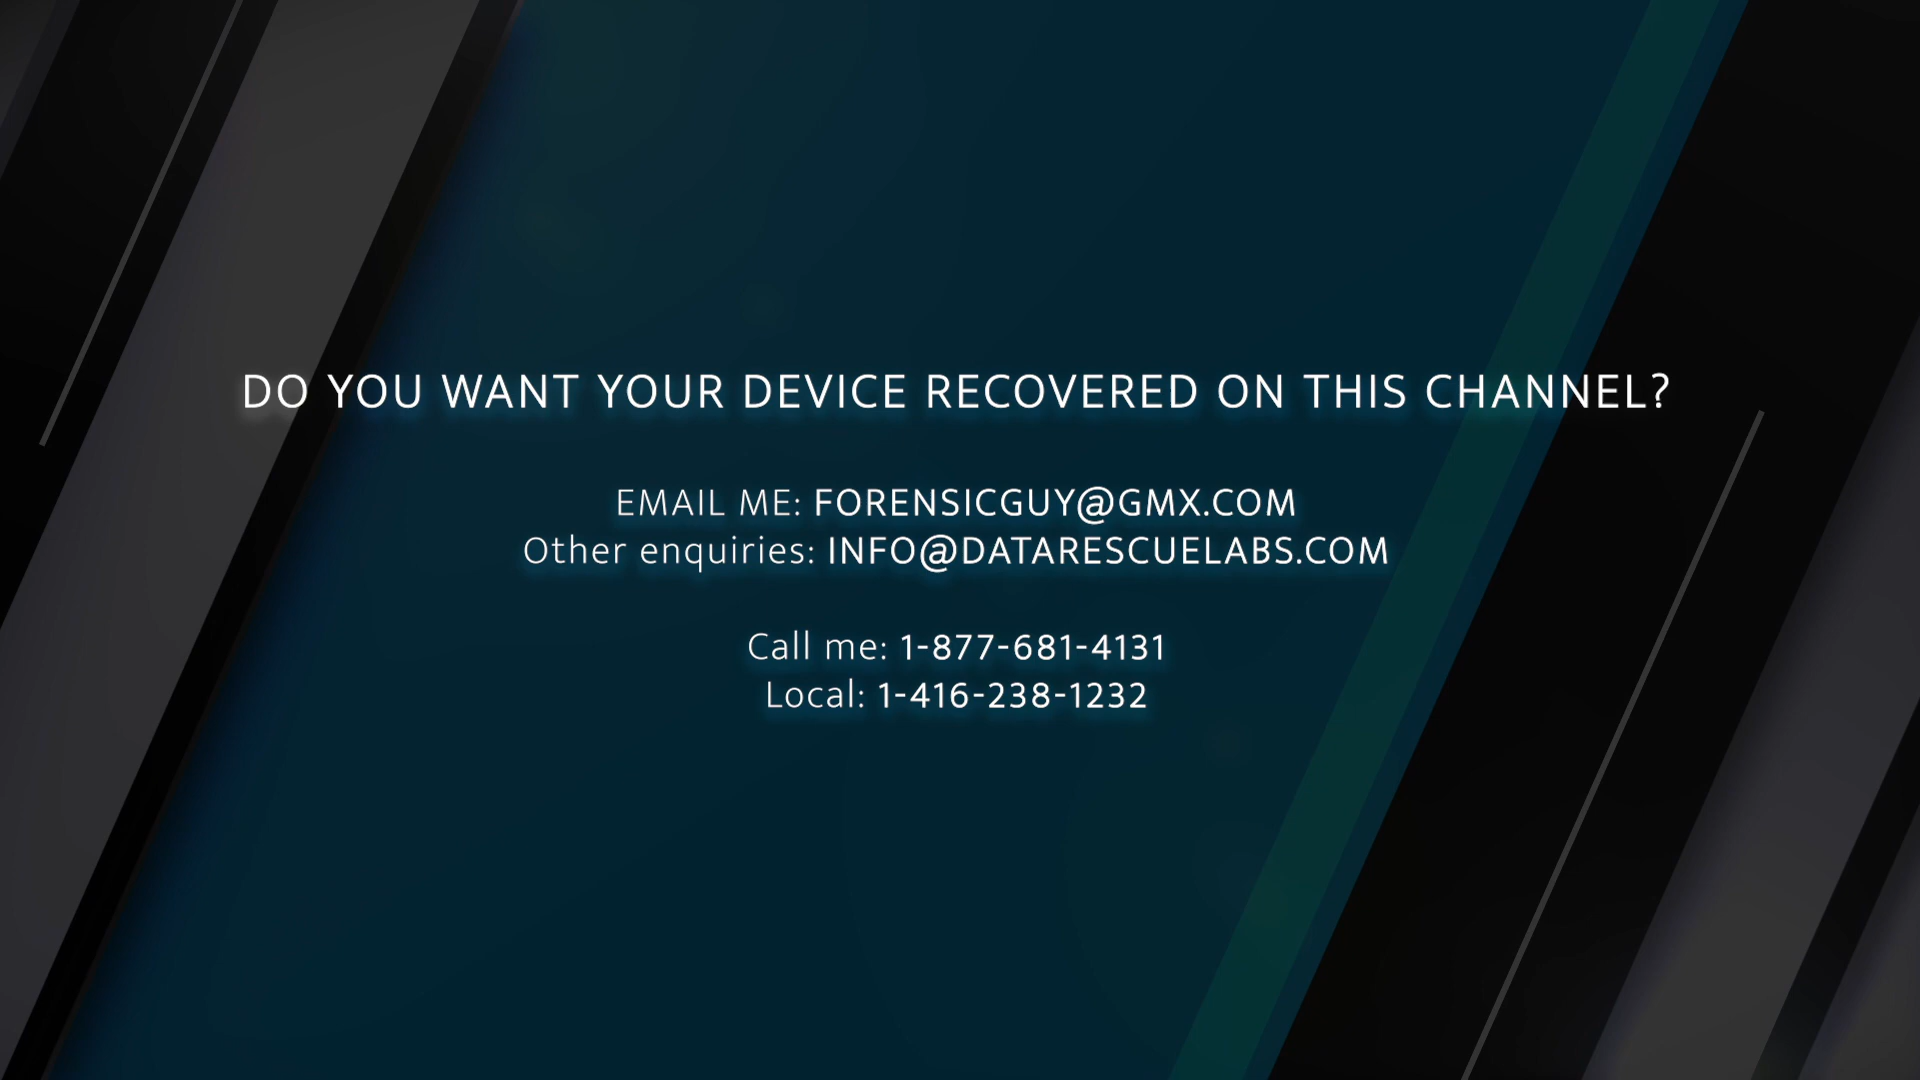 DO YOU WANT YOUR DEVICE RECOVERED ON THIS CHANNEL?
EMAIL ME: FORENSICGUY@GMX.COM
Other enquiries: INFO@DATARESCUELABS.COM
Call me: 1-877-681-4131
Local: 1-416-238-1232